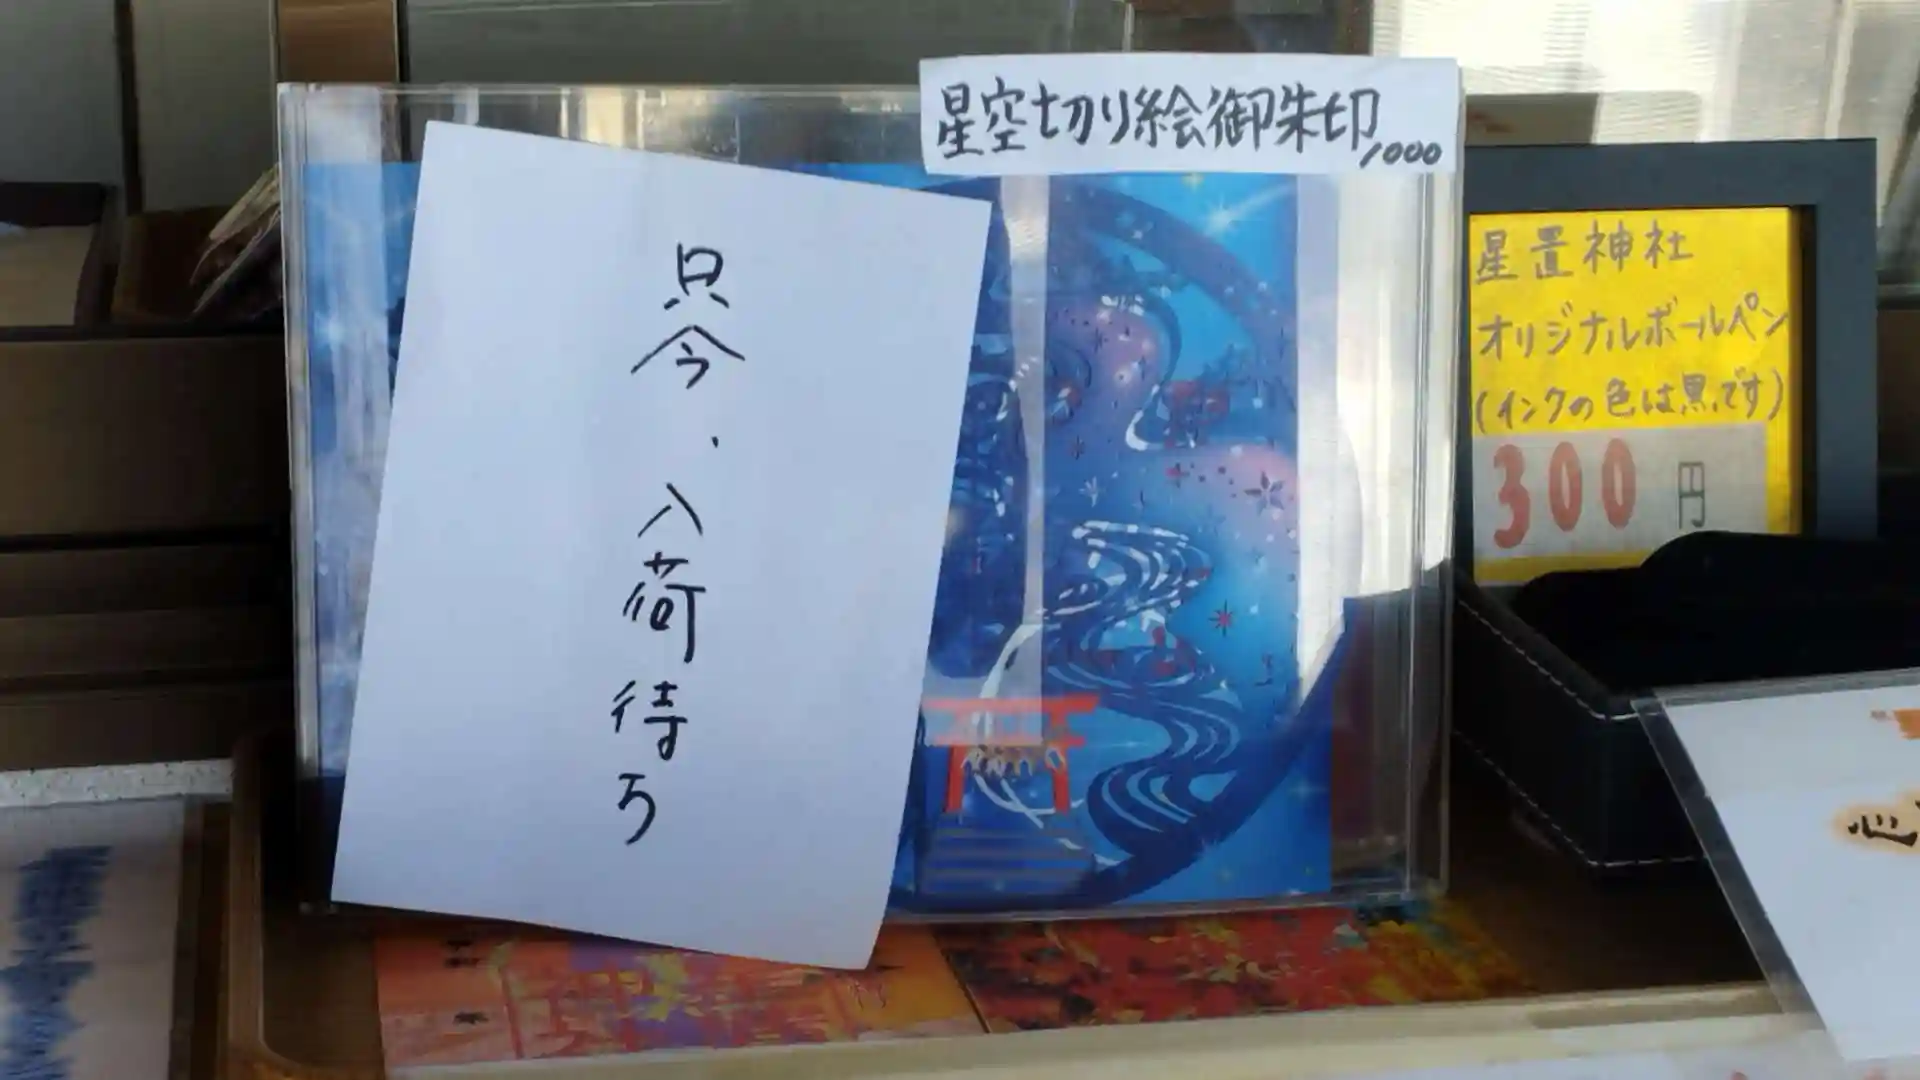 星空切り絵御朱印
1000
只今、入荷待ち
星置神社
オリジナルボールペン
(インクの色は黒です)
300円
心